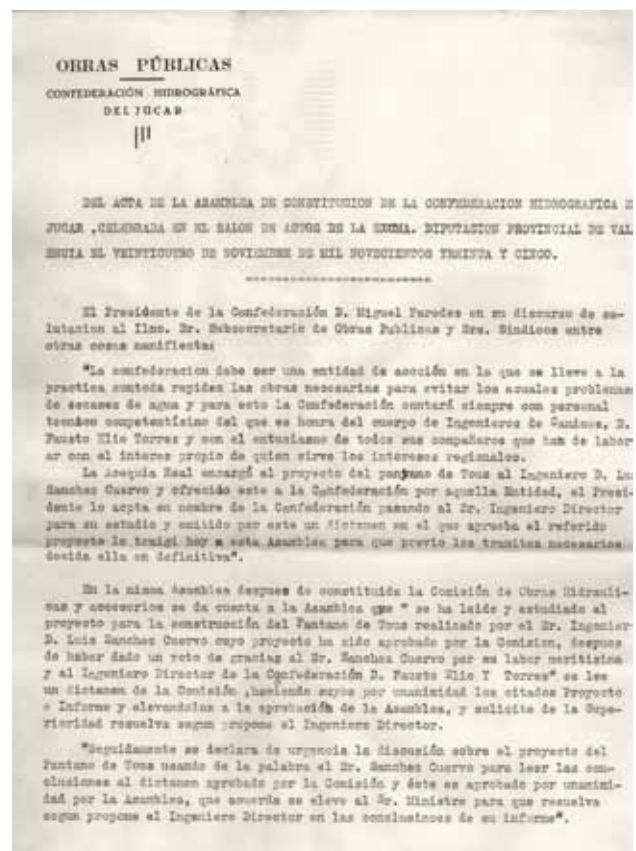 OBRAS PÚBLICAS
CONFEDERACIÓN HIDROGRÁFICA
DEL JUCAR
DEL ACTA DE LA ASAMBLEA DE CONSTITUCION DE LA CONFEDERACION HIDROGRAFICA D
JUCAR ,CELEBRADA EN EL SALON DE ACTOS DE LA EXCMA. DIPUTACION PROVINCIAL DE VAL
ENCIA EL VEINTICUTRO DE NOVIEMBRE DE MIL NOVECIENTOS TREINTA Y CINCO.
El Presidente de la Confederación D. Miguel Paredes en su discurso de sa-
lutacion al Ilmo. Sr. Subsecretario de Obras Publicas y Sres. Sindicos entre
otras cosas manifiesta:
"La confederacion debe ser una entidad de acción en la que se lleve a la
practica contoda rapidez las obras necesarias para evitar los acuales problemas
de escases de agua y para esto la Confederación contará siempre con personal
tecnico competentísimo del que es honra del cuerpo de Ingenieros de Caminos, D.
Fausto Elio Torres y con el entusiasmo de todos sus compañeros que han de labor-
ar con el interes propio de quien sirve los intereses regionales.
La Acequia Real encargó el proyecto del pantano de Tous al Ingeniero D. Lu
Sanchez Cuervo y ofrecido este a la Confederación por aquella Entidad, el Presi-
dente lo acpta en nombre de la Confederación pasando al Sr. Ingeniero Director
para su estudio y emitido por este un dictamen en el que aprueba el referido
proyecto lo traigi hoy a esta Asamblea para que previo los tramites necesarios
decida ella en definitiva".
En la misma Asamblea despues de constituida la Comisión de Obras Hidrauli-
cas y accesorios se da cuenta a la Asamblea que " se ha leido y estudiado el
proyecto para la construcción del Pantano de Tous realizado por el Sr. Ingenier
D. Luis Sanchez Cuervo cuyo proyecto ha sido aprobado por la Comision, despues
de haber dado un voto de gracias al Sr. Sanchez Cuervo por su labor meritisima
y al Ingeniero Director de la Confederación D. Fausto Elio Y Torres" se lee
un dictamen de la Comisión ,haciendo suyos por unanimidad los citados Proyecto
e Informe y elevandolos a la aprobación de la Asamblea, y solicite de la Supe-
rioridad resuelva segun propone el Ingeniero Director.
"Seguidamente se declara de urgencia la discusión sobre el proyecto del
Pantano de Tous usando de la palabra el Sr. Sanchez Cuervo para leer las con-
clusiones al dictamen aprobado por la Comisión y éste es aprobado por unanimi-
dad por la Asamblea, que acuerda se eleve al Sr. Ministro para que resuelva
segun propone el Ingeniero Director en las conclusinoes de su informe".